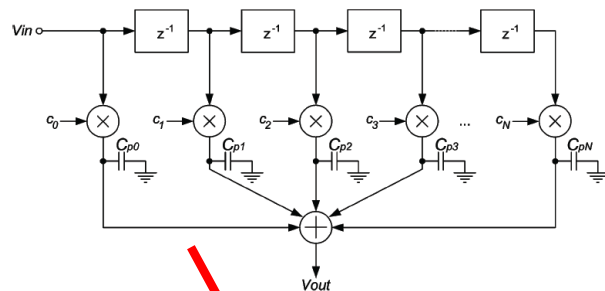 Vin
z⁻¹ z⁻¹ z⁻¹ z⁻¹
c₀ c₁ c₂ c₃ ... c_N
C_p0 C_p1 C_p2 C_p3 C_pN
Vout